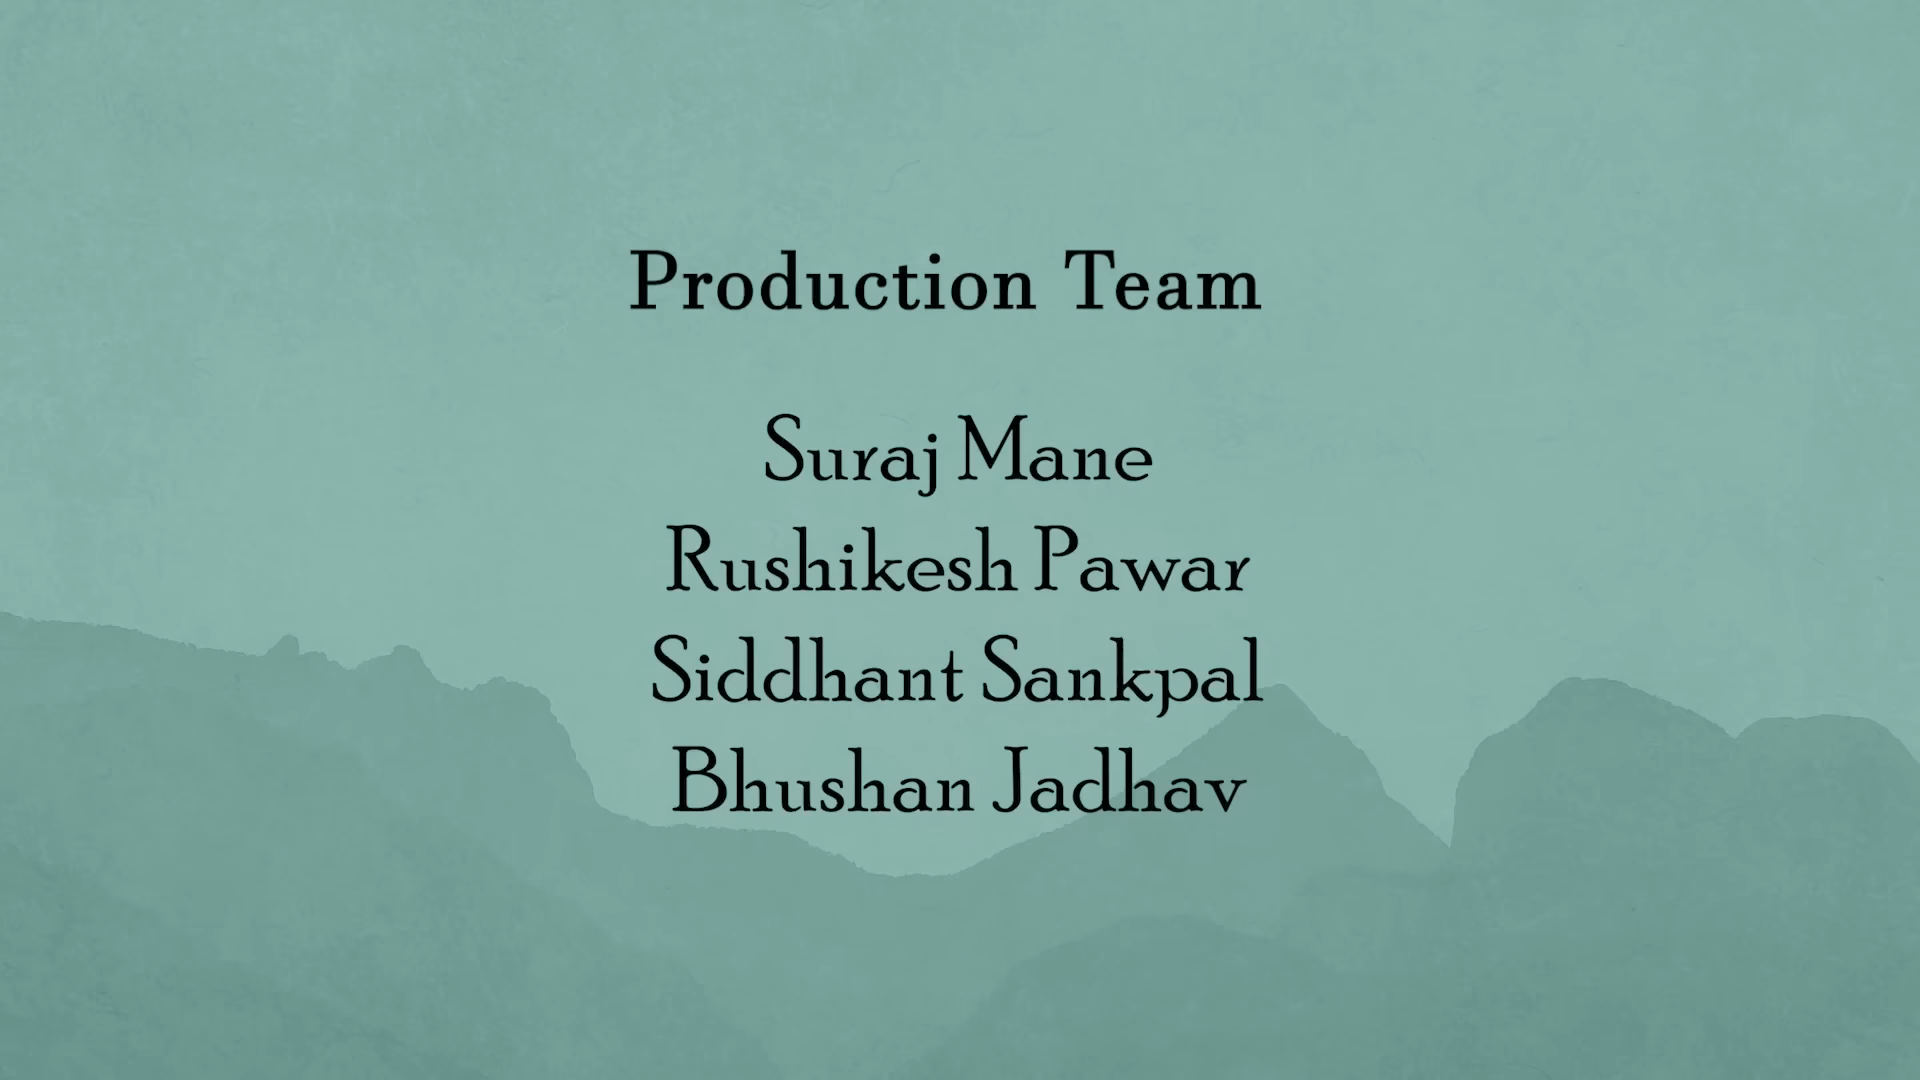 Production Team
Suraj Mane
Rushikesh Pawar
Siddhant Sankpal
Bhushan Jadhav